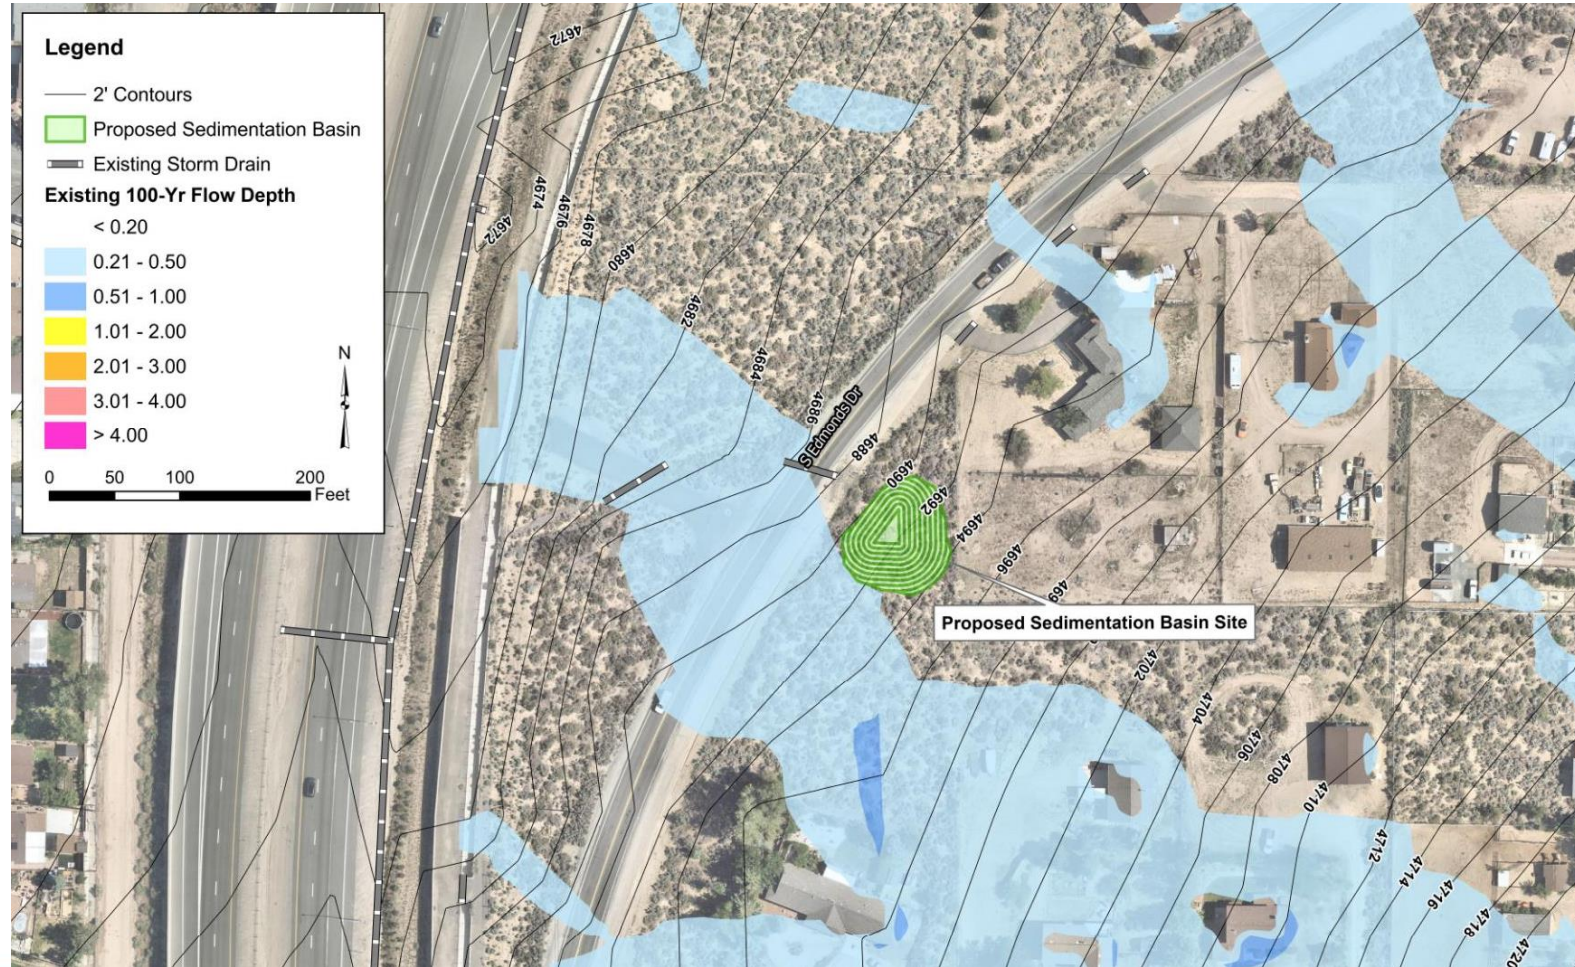 Legend
2' Contours
Proposed Sedimentation Basin
Existing Storm Drain
Existing 100-Yr Flow Depth
< 0.20
0.21 - 0.50
0.51 - 1.00
1.01 - 2.00
2.01 - 3.00
3.01 - 4.00
> 4.00
N
0 50 100 200
Feet
4672
4674
4676
4678
4672
4680
4682
4684
4686
S Edmonds Dr
4688
4690
4692
4694
4696
Proposed Sedimentation Basin Site
4702
4704
4706
4708
4710
4712
4714
4716
4718
4720